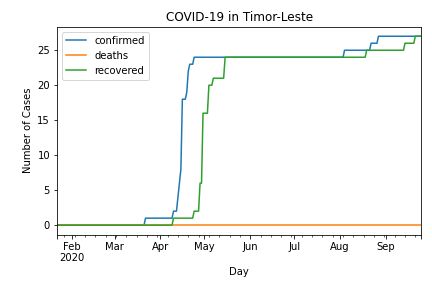 COVID-19 in Timor-Leste
confirmed
deaths
recovered
Number of Cases
25
20
15
10
5
0
Feb Mar Apr May Jun Jul Aug Sep
2020
Day